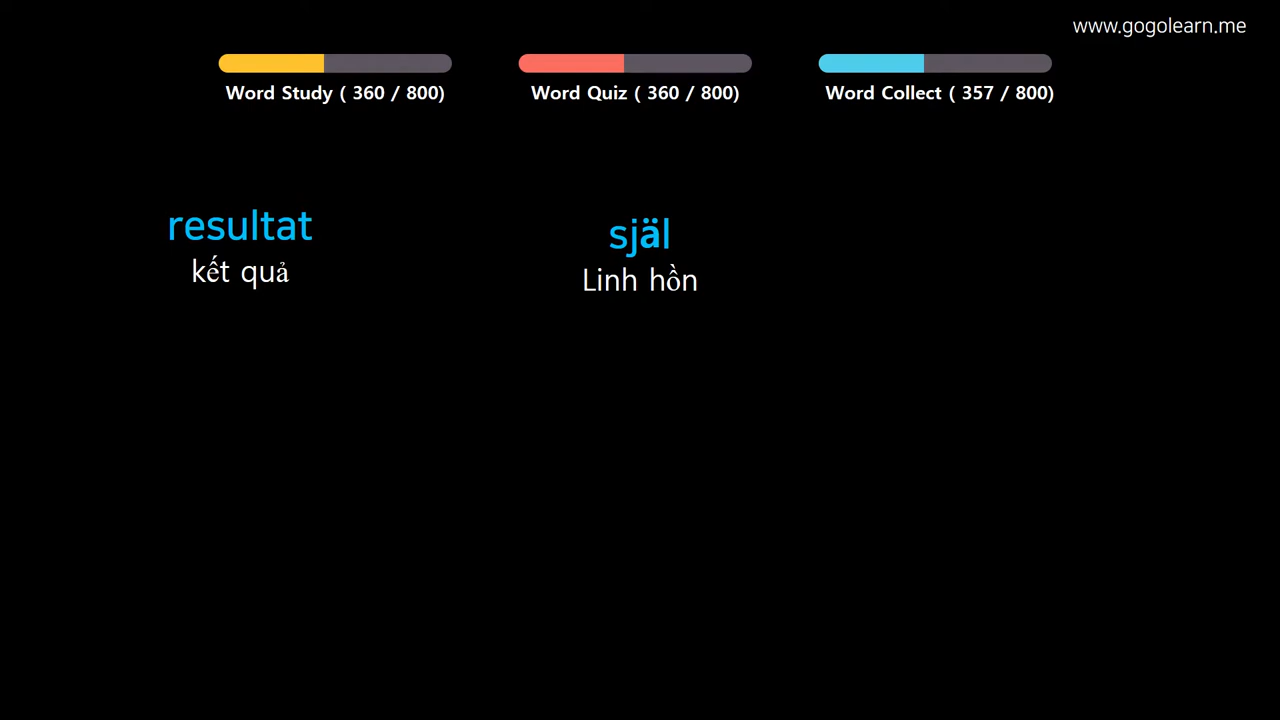 www.gogolearn.me
Word Study ( 360 / 800)
Word Quiz ( 360 / 800)
Word Collect ( 357 / 800)
resultat
kết quả
själ
Linh hồn